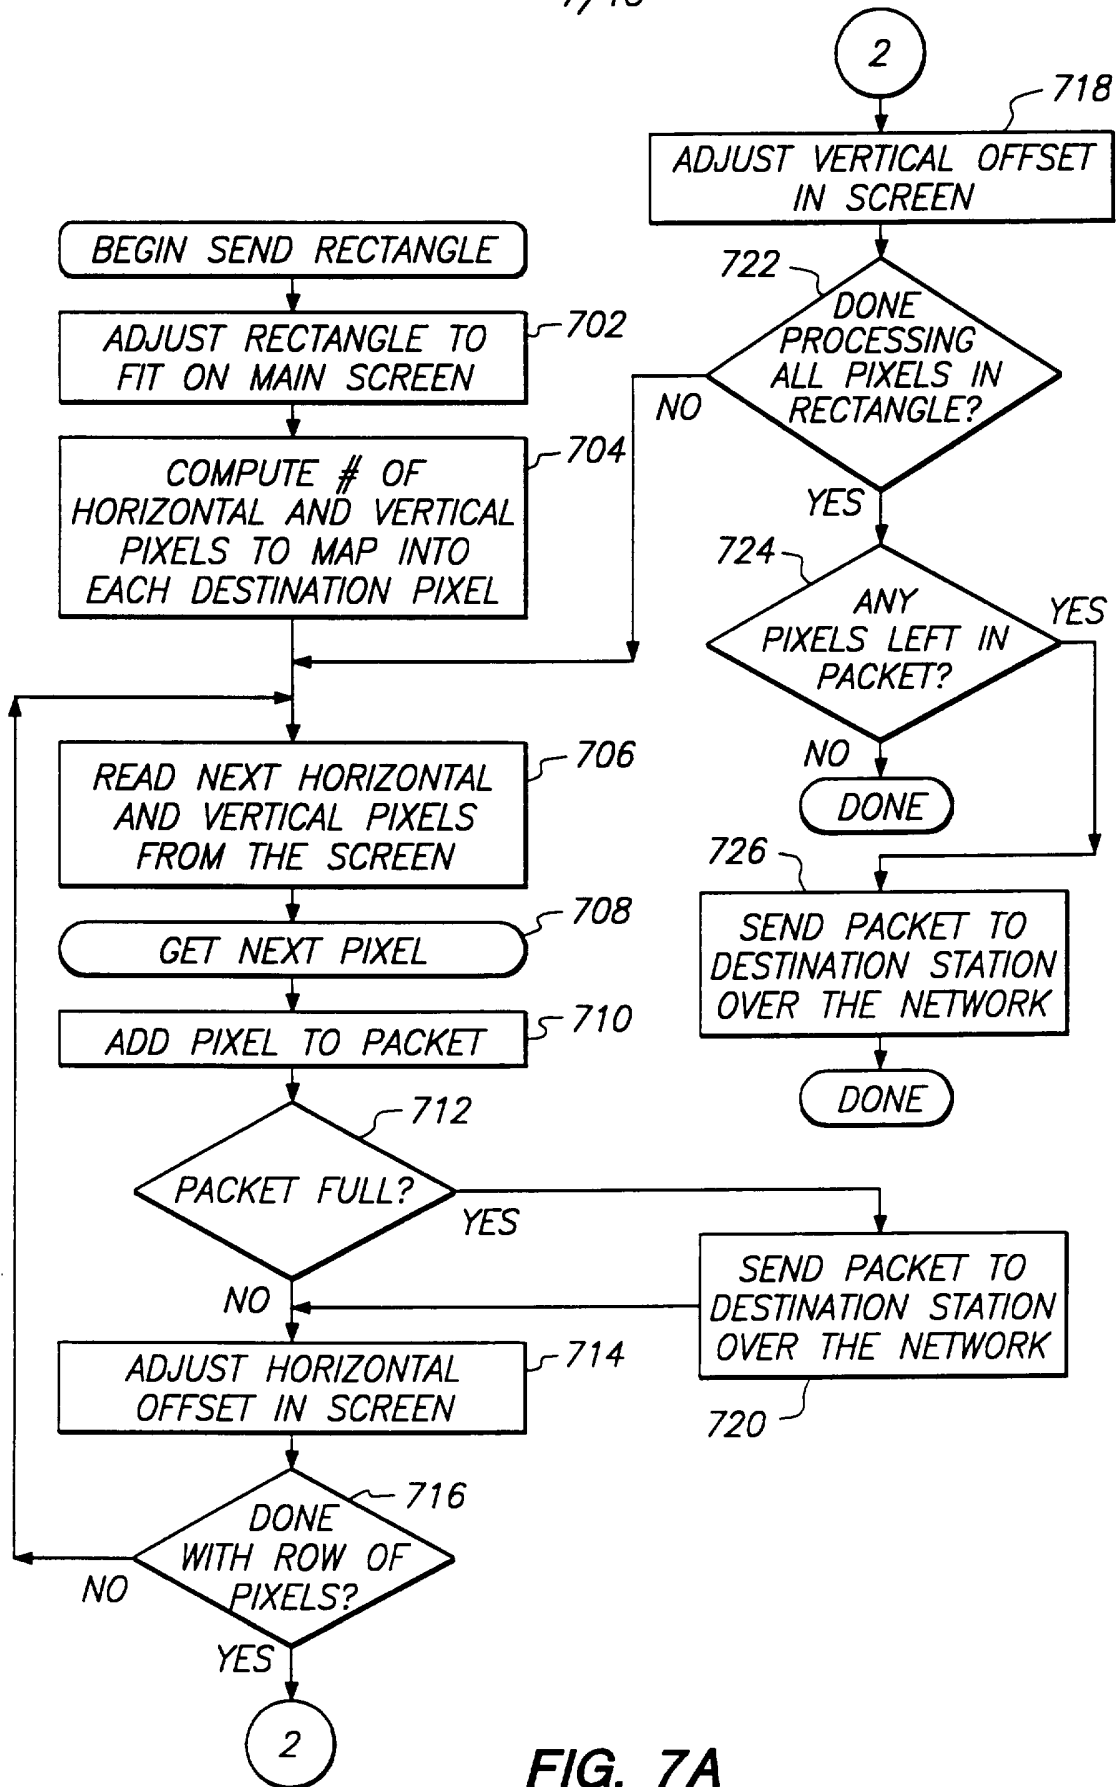 BEGIN SEND RECTANGLE
702
ADJUST RECTANGLE TO
FIT ON MAIN SCREEN
704
COMPUTE # OF
HORIZONTAL AND VERTICAL
PIXELS TO MAP INTO
EACH DESTINATION PIXEL
706
READ NEXT HORIZONTAL
AND VERTICAL PIXELS
FROM THE SCREEN
708
GET NEXT PIXEL
710
ADD PIXEL TO PACKET
712
PACKET FULL?
YES
NO
714
ADJUST HORIZONTAL
OFFSET IN SCREEN
716
DONE
WITH ROW OF
PIXELS?
NO
YES
2
2
718
ADJUST VERTICAL OFFSET
IN SCREEN
722
DONE
PROCESSING
ALL PIXELS IN
RECTANGLE?
NO
YES
724
ANY
PIXELS LEFT IN
PACKET?
YES
NO
DONE
726
SEND PACKET TO
DESTINATION STATION
OVER THE NETWORK
DONE
SEND PACKET TO
DESTINATION STATION
OVER THE NETWORK
720
FIG. 7A